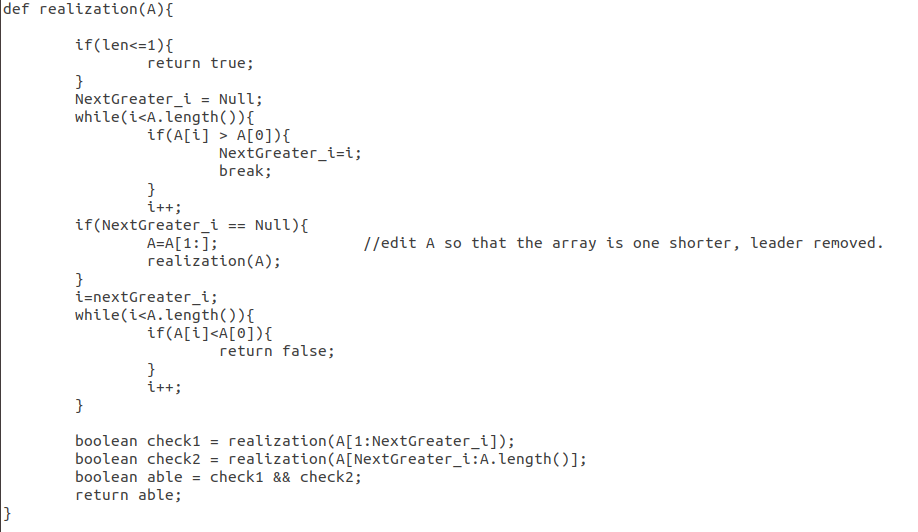 def realization(A){
if(len<=1){
return true;
}
NextGreater_i = Null;
while(i<A.length()){
if(A[i] > A[0]){
NextGreater_i=i;
break;
}
i++;
if(NextGreater_i == Null){
A=A[1:]; //edit A so that the array is one shorter, leader removed.
realization(A);
}
i=nextGreater_i;
while(i<A.length()){
if(A[i]<A[0]){
return false;
}
i++;
}
boolean check1 = realization(A[1:NextGreater_i]);
boolean check2 = realization(A[NextGreater_i:A.length()];
boolean able = check1 && check2;
return able;
}